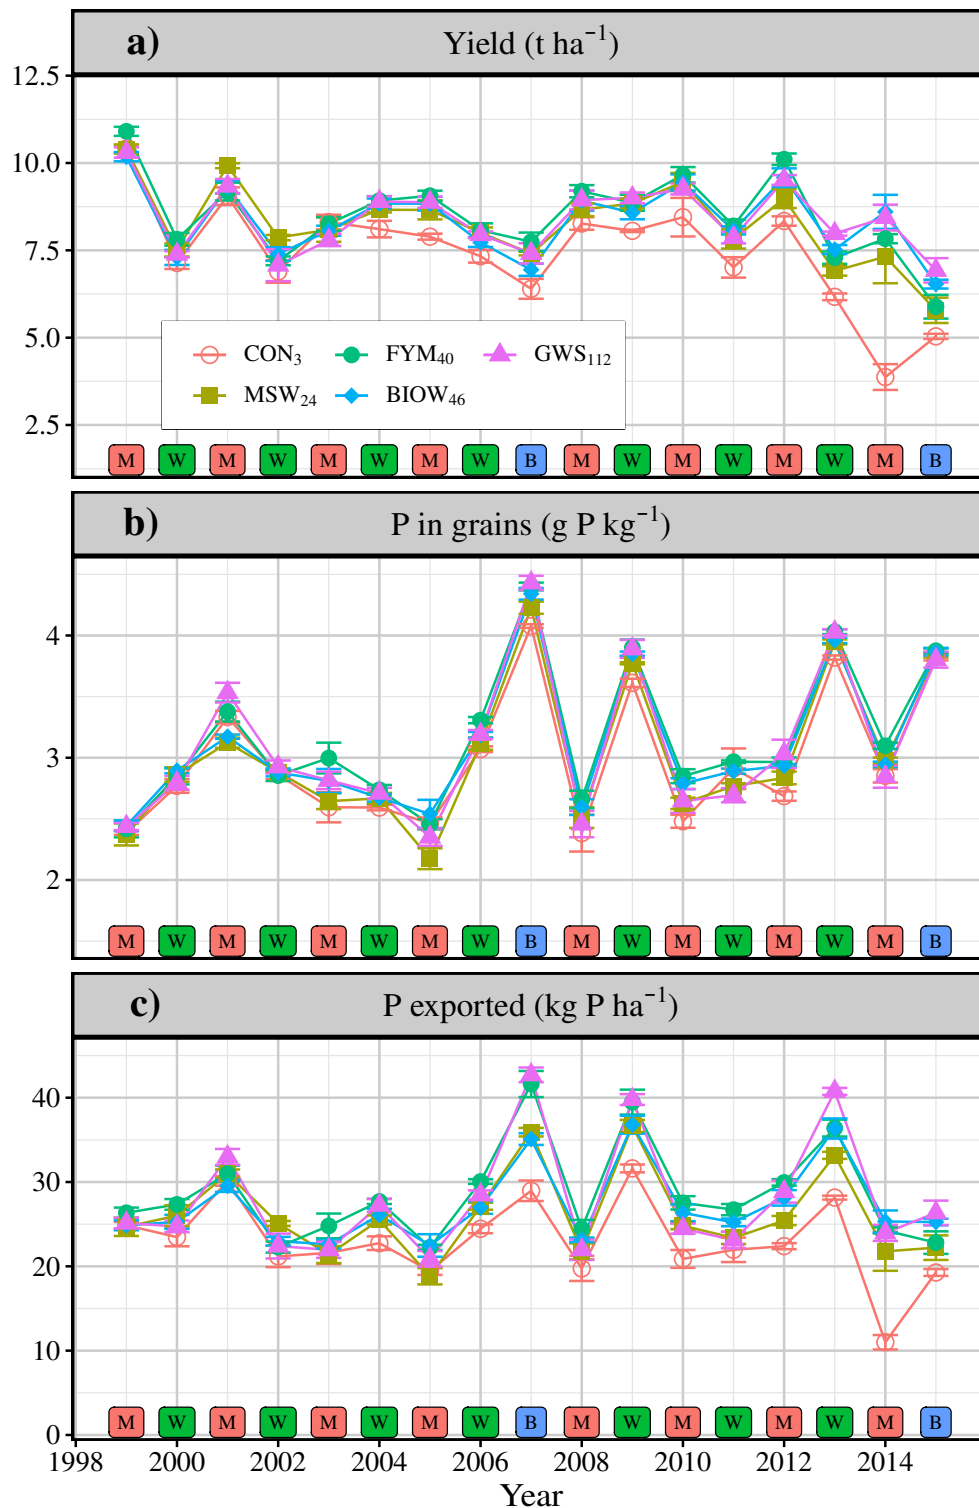 a) Yield (t ha⁻¹)
12.5
10.0
7.5
5.0
2.5
CON₃ FYM₄₀ GWS₁₁₂
MSW₂₄ BIOW₄₆
M W M W M W M W B M W M W M W M B
b) P in grains (g P kg⁻¹)
4
3
2
M W M W M W M W B M W M W M W M B
c) P exported (kg P ha⁻¹)
40
30
20
10
M W M W M W M W B M W M W M W M B
0
1998 2000 2002 2004 2006 2008 2010 2012 2014
Year